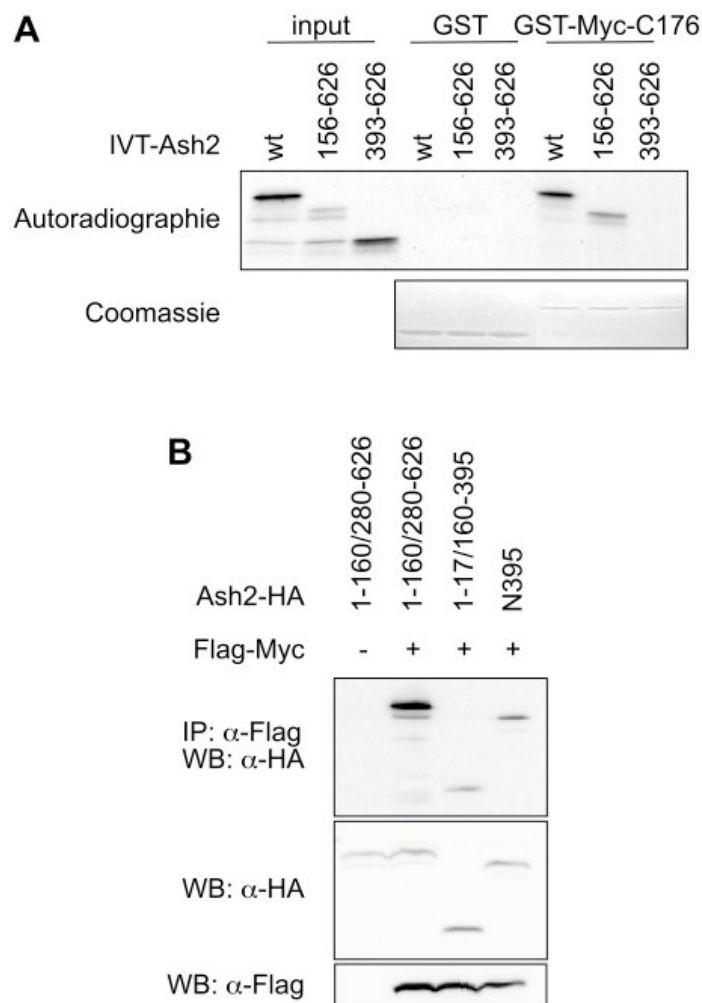 A
input GST GST-Myc-C176
IVT-Ash2 wt 156-626 393-626 wt 156-626 393-626 wt 156-626 393-626
Autoradiographie
Coomassie
B
Ash2-HA 1-160/280-626 1-160/280-626 1-17/160-395 N395
Flag-Myc - + + +
IP: α-Flag
WB: α-HA
WB: α-HA
WB: α-Flag